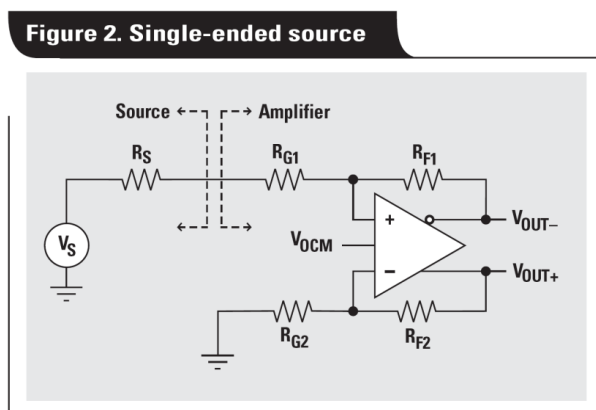 Figure 2. Single-ended source
Source Amplifier
RS RG1 RF1
+ VOUT–
VS VOCM
– VOUT+
RG2 RF2